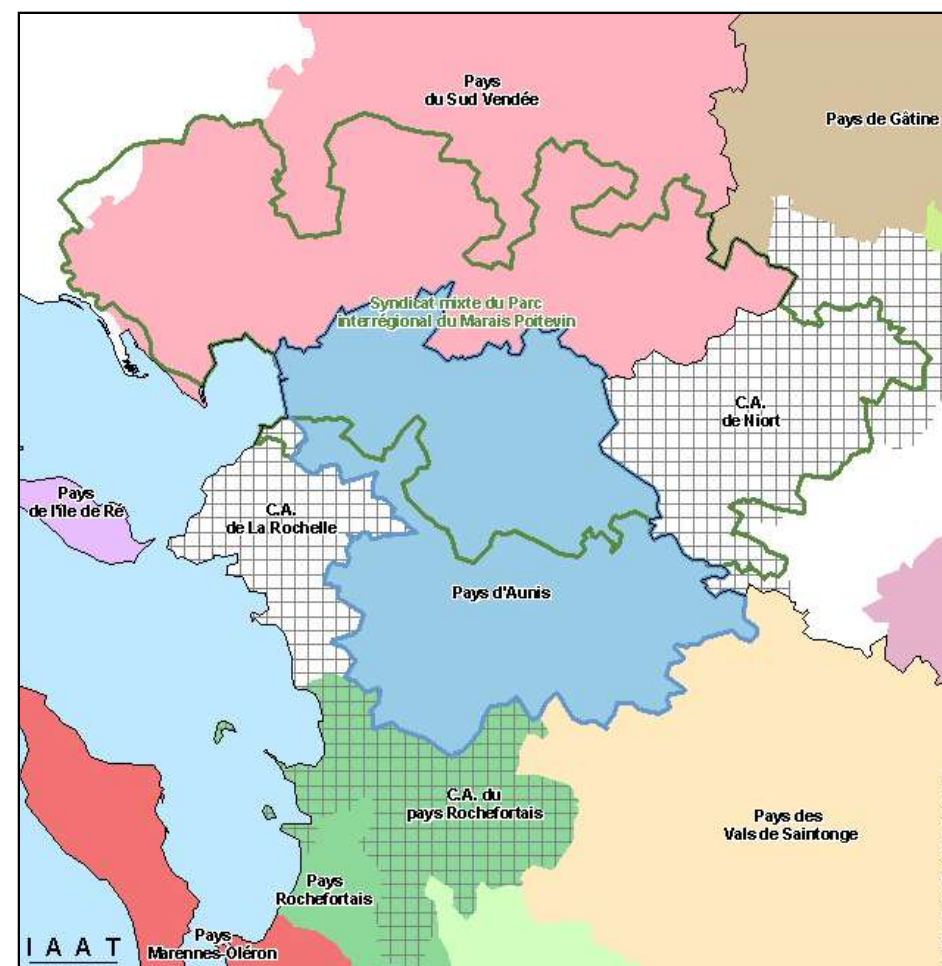 Pays
du Sud Vendée
Pays de Gâtine
Syndicat mixte du Parc
interrégional du Marais Poitevin
C.A.
de Niort
Pays
de l'île de Ré
C.A.
de La Rochelle
Pays d'Aunis
C.A. du
pays Rochefortais
Pays des
Vals de Saintonge
Pays
Rochefortais
Pays
Marennes-Oléron
I A A T